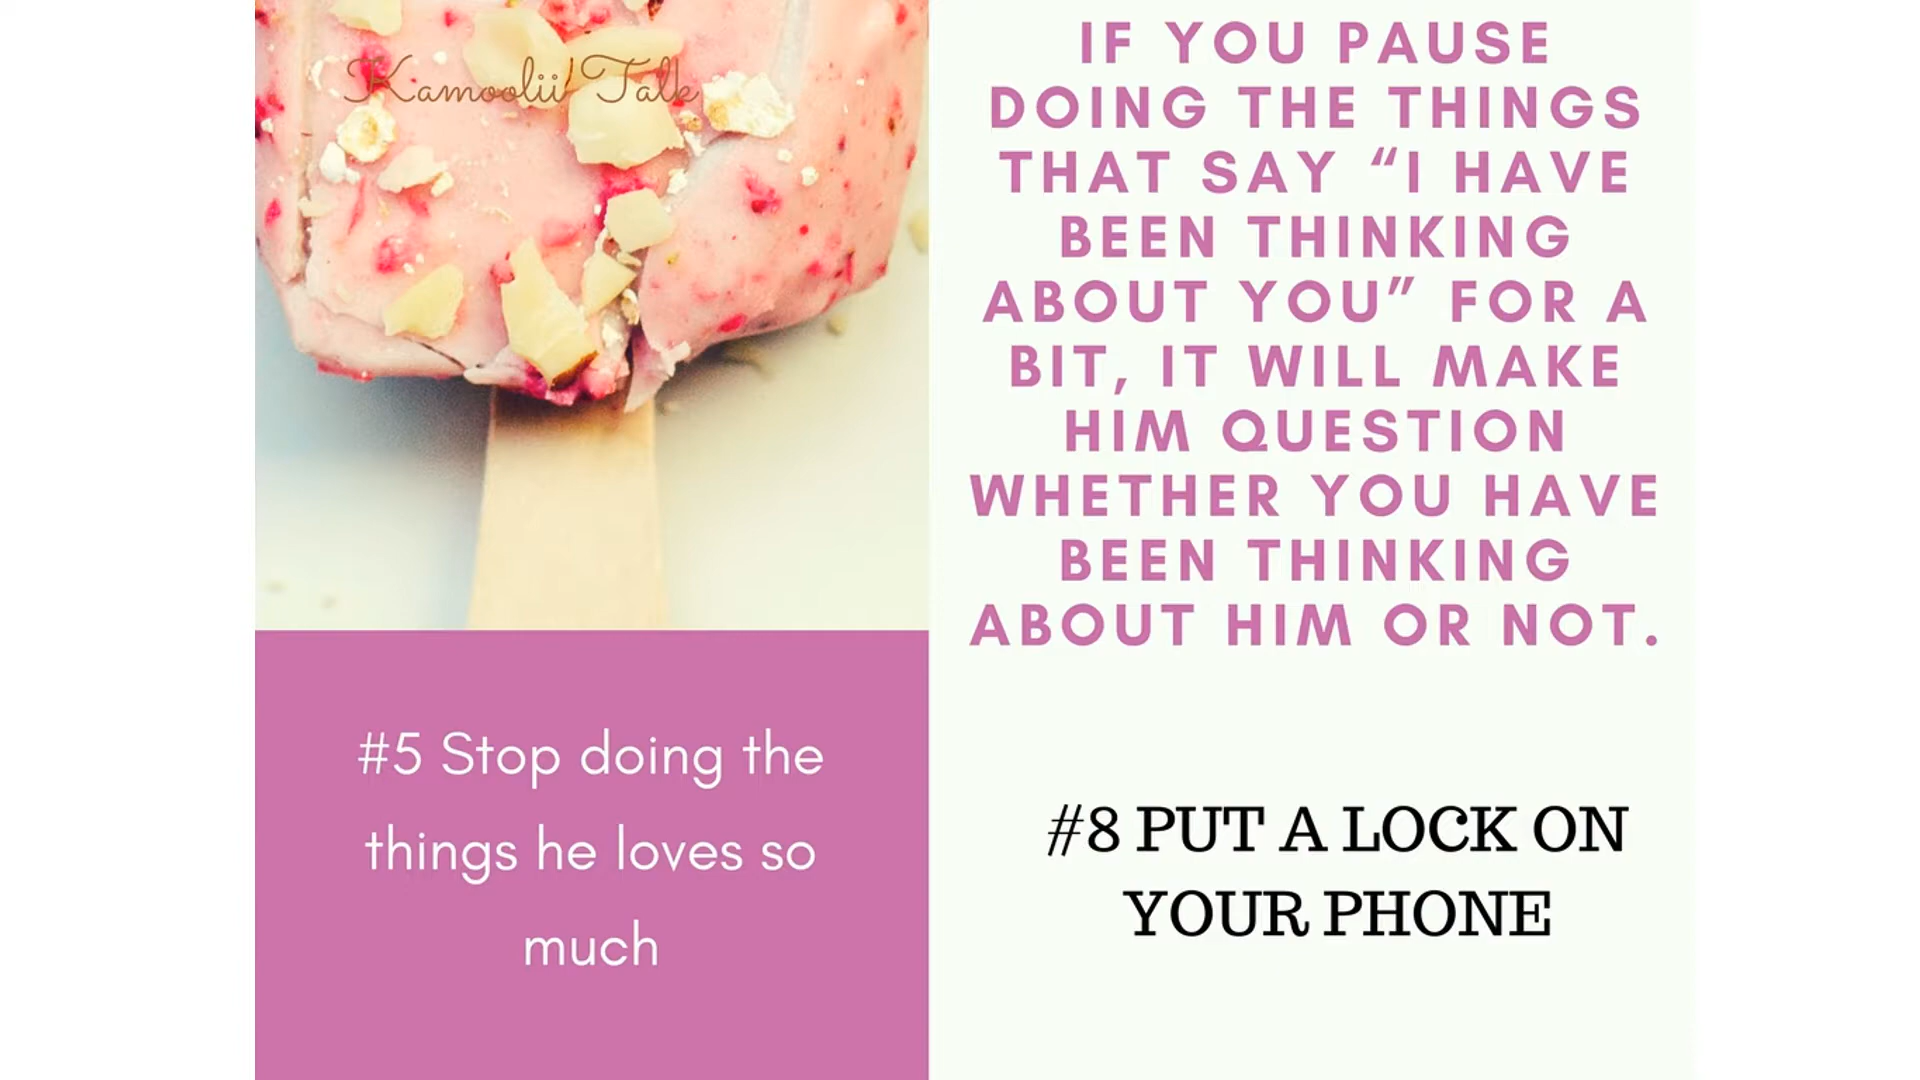 Kamoolii Talk
#5 Stop doing the
things he loves so
much
IF YOU PAUSE
DOING THE THINGS
THAT SAY “I HAVE
BEEN THINKING
ABOUT YOU” FOR A
BIT, IT WILL MAKE
HIM QUESTION
WHETHER YOU HAVE
BEEN THINKING
ABOUT HIM OR NOT.
#8 PUT A LOCK ON
YOUR PHONE